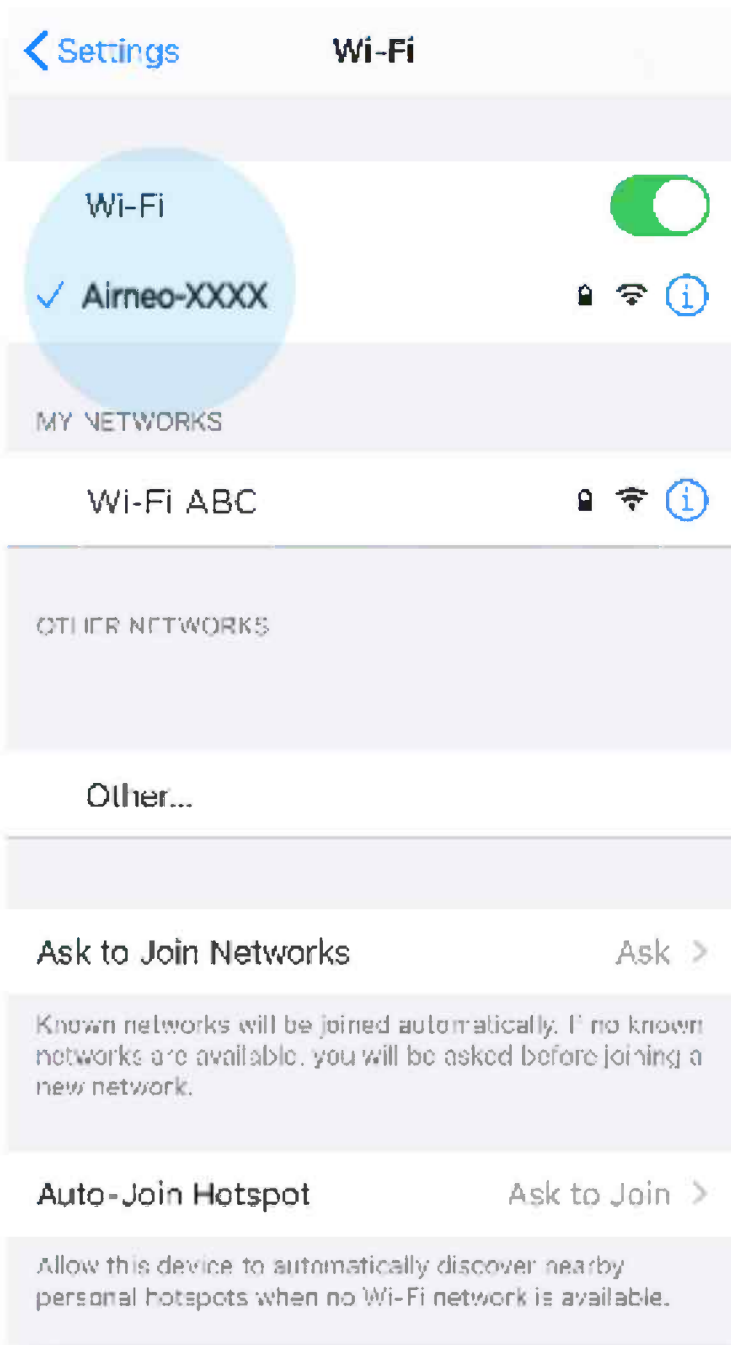 Settings
Wi-Fi
Wi-Fi
Airneo-XXXX
MY NETWORKS
Wi-Fi ABC
OTHER NETWORKS
Other...
Ask to Join Networks Ask
Known networks will be joined automatically. If no known
networks are available, you will be asked before joining a
new network.
Auto-Join Hotspot Ask to Join
Allow this device to automatically discover nearby
personal hotspots when no Wi-Fi network is available.